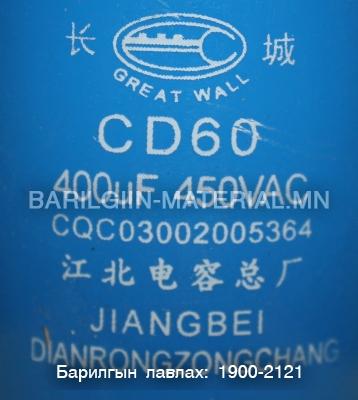 长 城
GREAT WALL
CD60
400µF 450VAC
BARILGIIN-MATERIAL.MN
CQC03002005364
江北电容总厂
JIANGBEI
DIANRONGZONGCHANG
Барилгын лавлах: 1900-2121